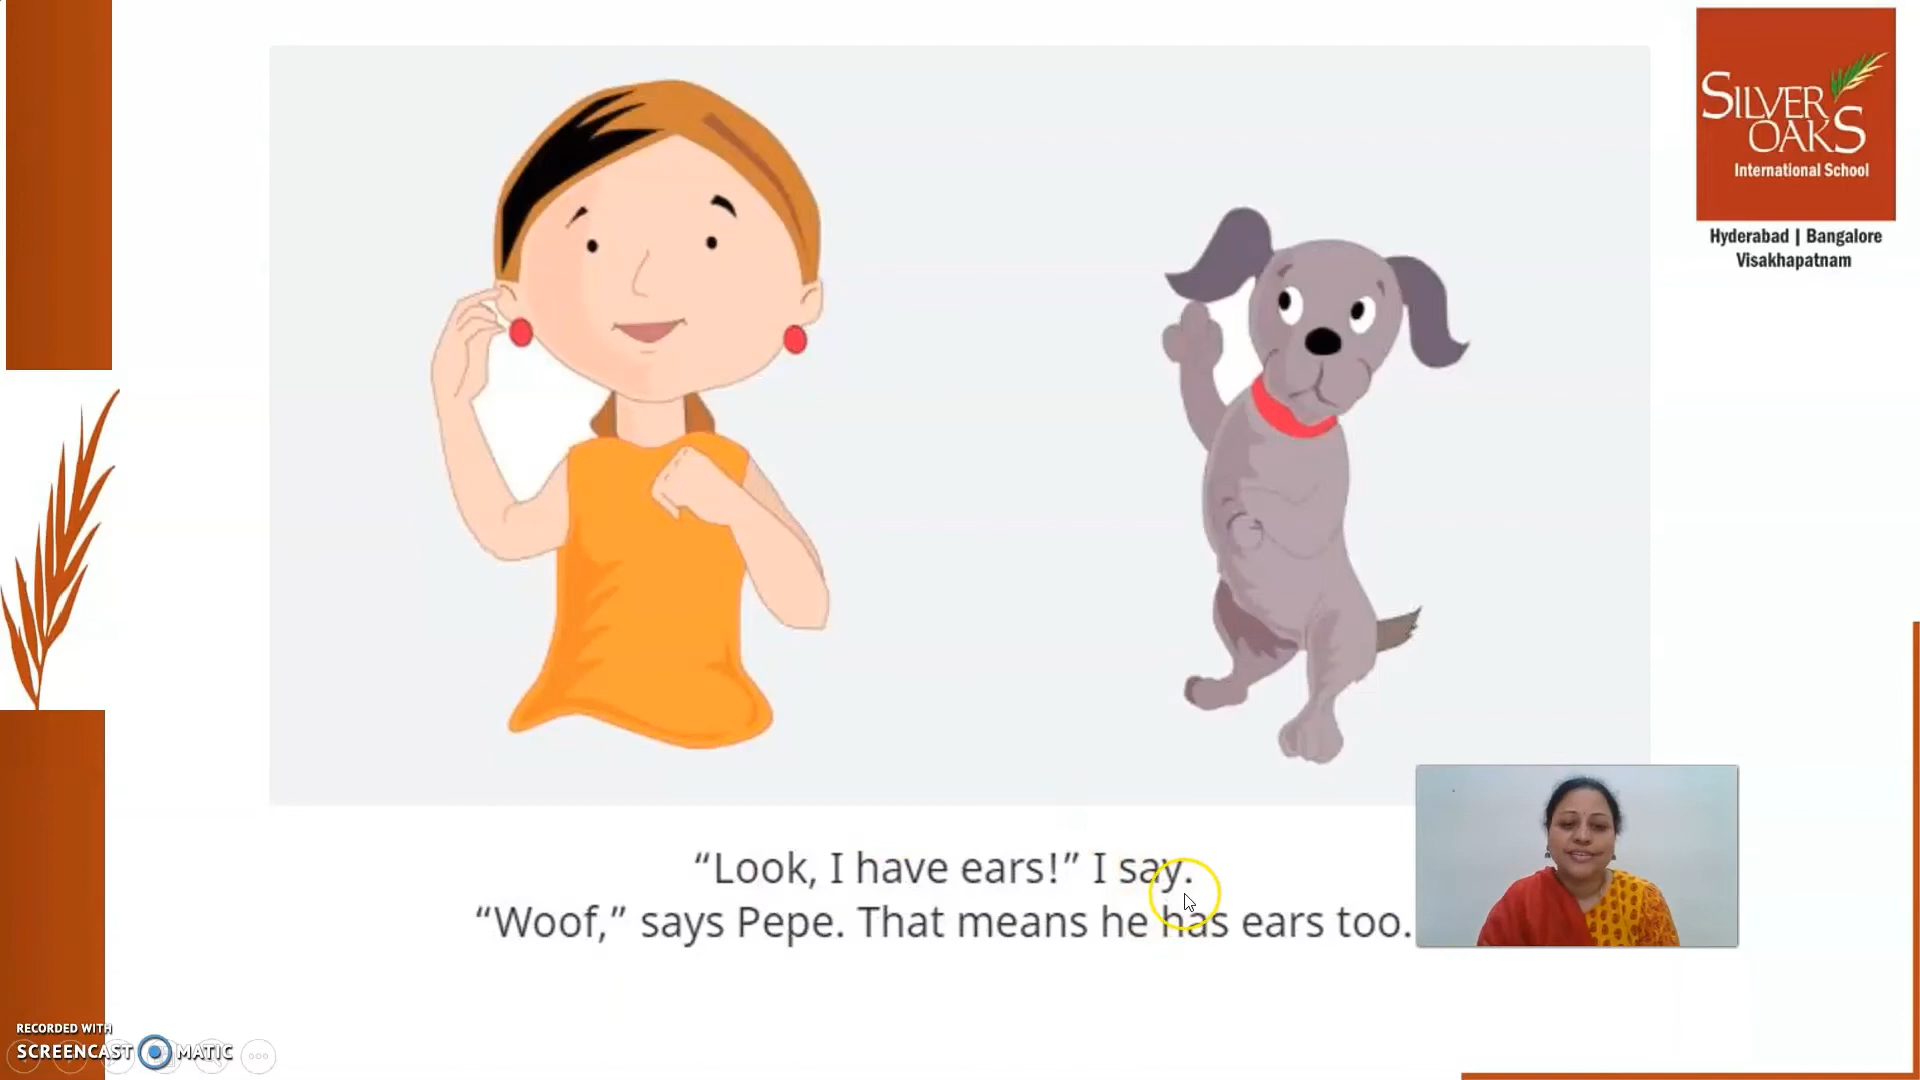 SILVER
OAKS
International School
Hyderabad | Bangalore
Visakhapatnam
“Look, I have ears!” I say.
“Woof,” says Pepe. That means he has ears too.
RECORDED WITH
SCREENCAST MATIC